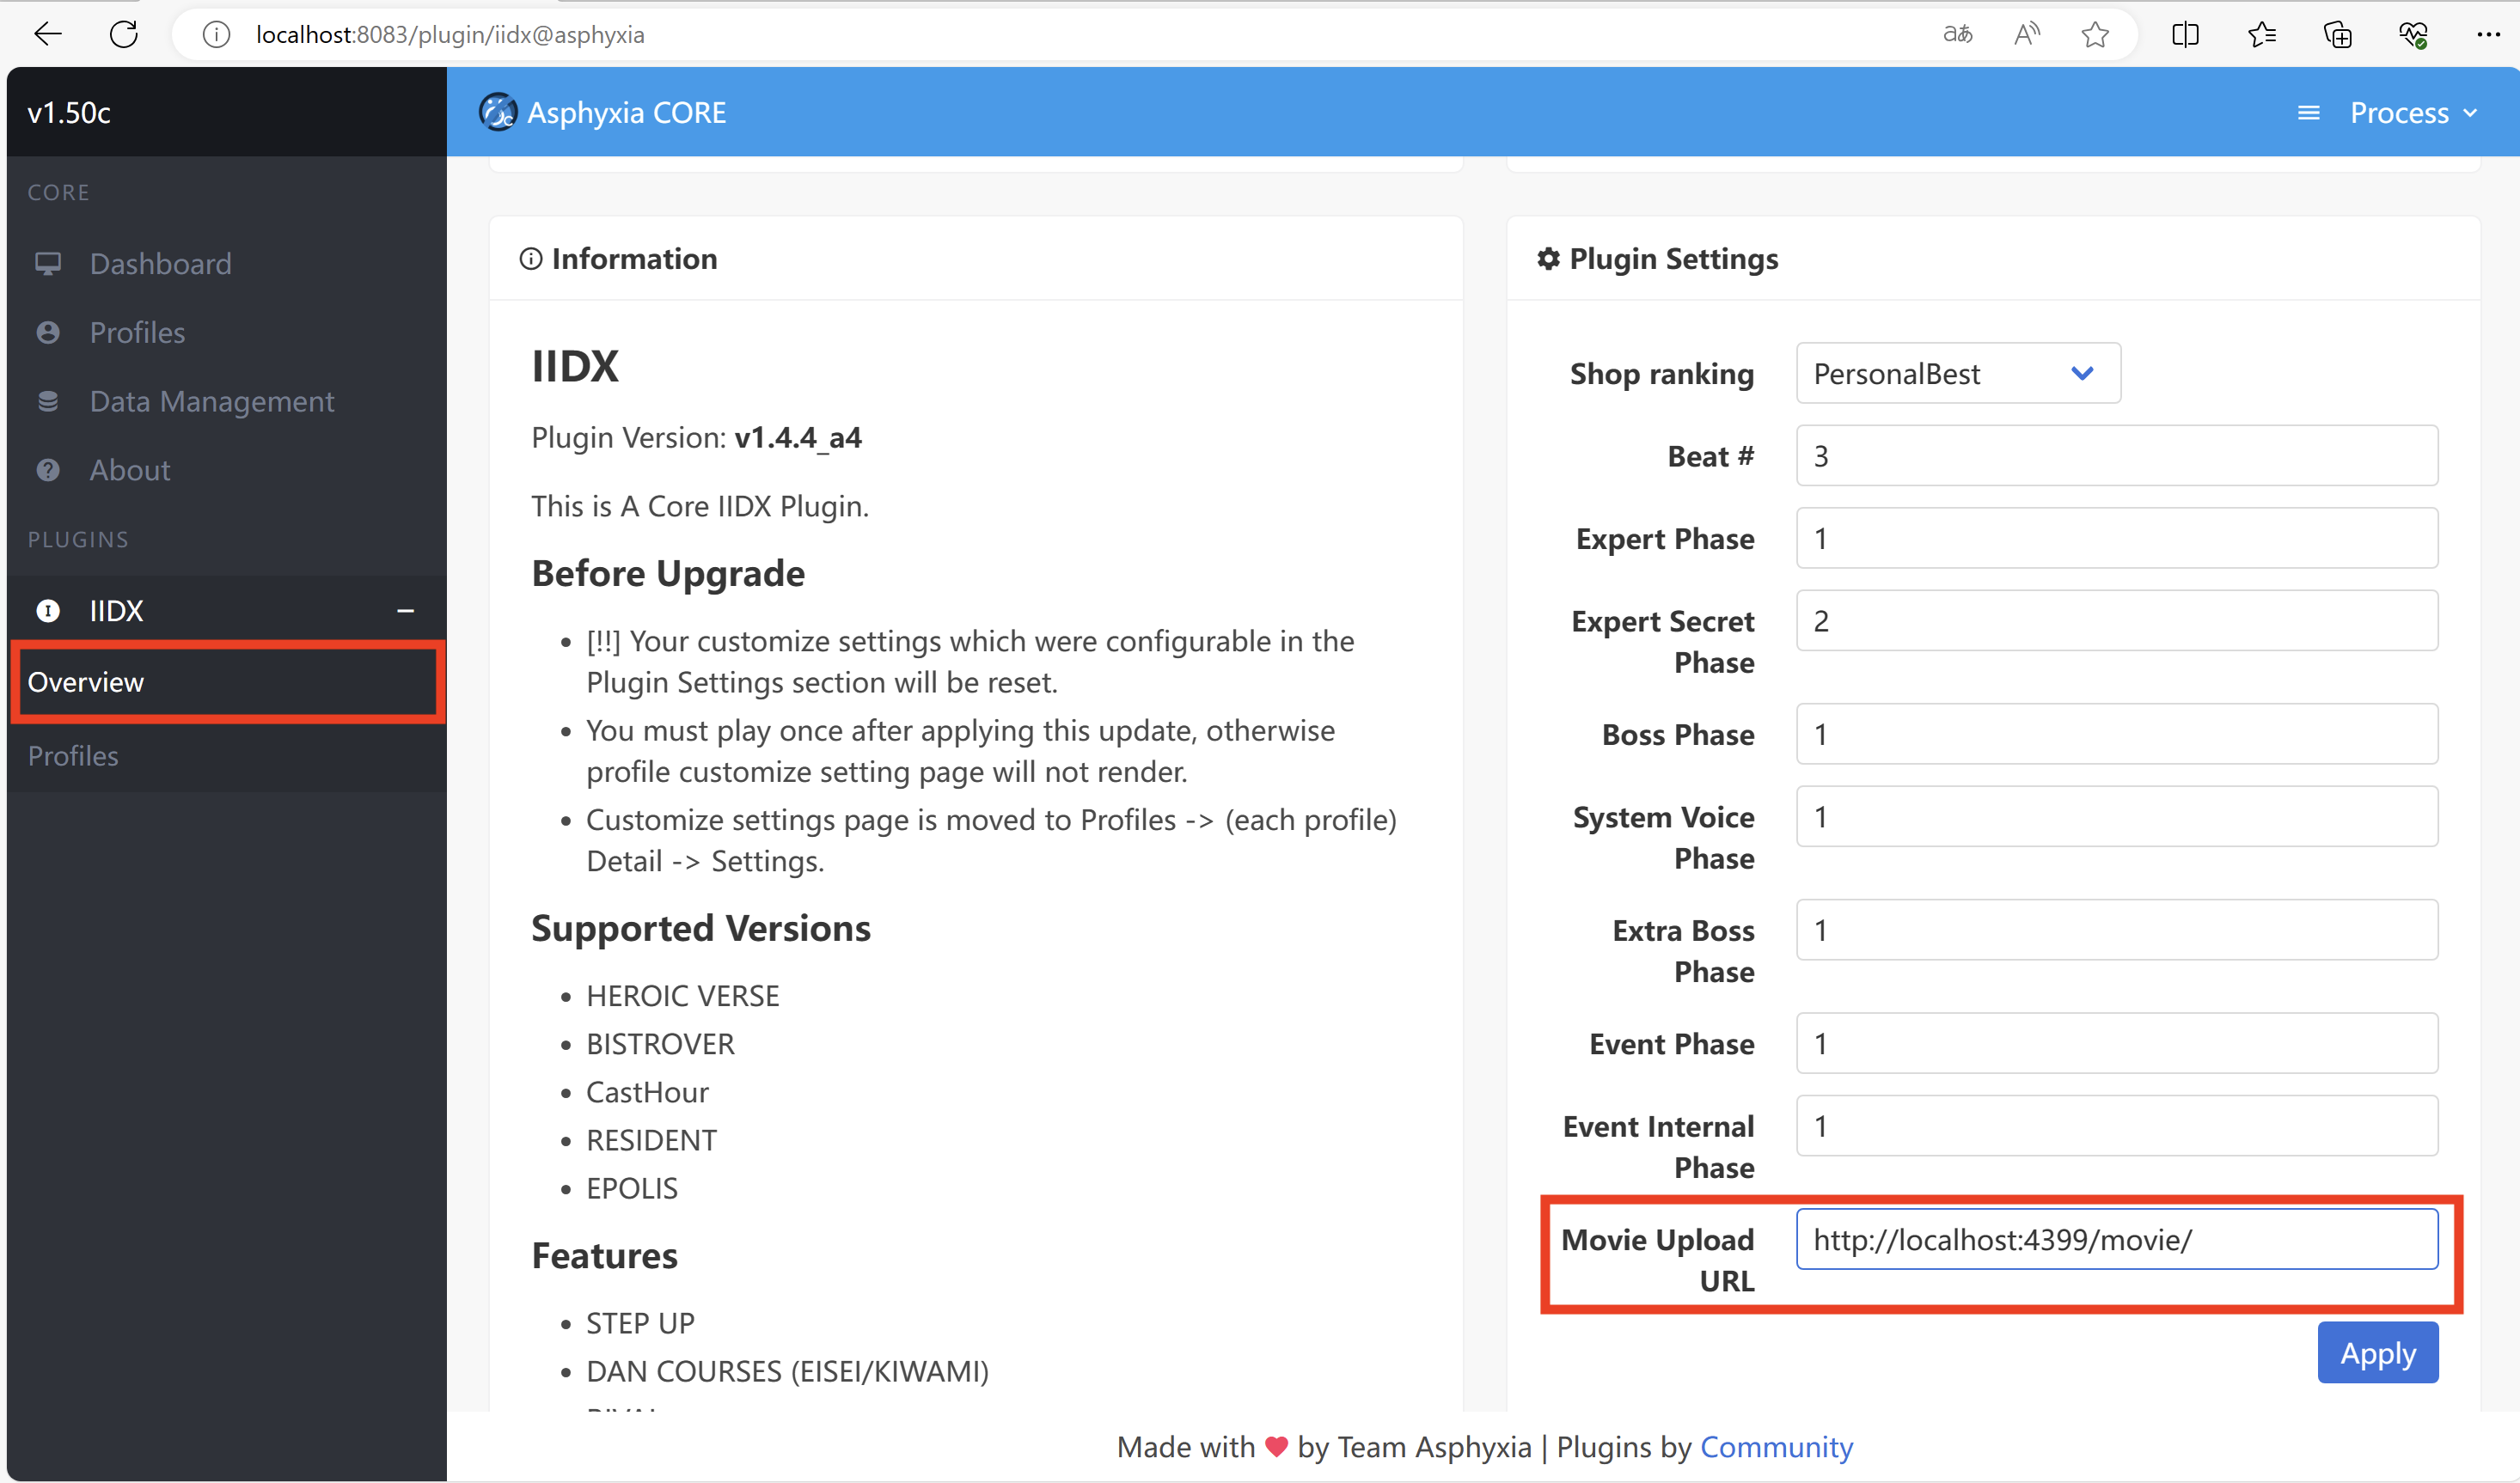 localhost:8083/plugin/iidx@asphyxia
aあ
v1.50c
Asphyxia CORE
Process
CORE
Dashboard
Profiles
Data Management
About
PLUGINS
IIDX
Overview
Profiles
Information
IIDX
Plugin Version: v1.4.4_a4
This is A Core IIDX Plugin.
Before Upgrade
• [!!] Your customize settings which were configurable in the
Plugin Settings section will be reset.
• You must play once after applying this update, otherwise
profile customize setting page will not render.
• Customize settings page is moved to Profiles -> (each profile)
Detail -> Settings.
Supported Versions
• HEROIC VERSE
• BISTROVER
• CastHour
• RESIDENT
• EPOLIS
Features
• STEP UP
• DAN COURSES (EISEI/KIWAMI)
Plugin Settings
Shop ranking PersonalBest
Beat # 3
Expert Phase 1
Expert Secret 2
Phase
Boss Phase 1
System Voice 1
Phase
Extra Boss 1
Phase
Event Phase 1
Event Internal 1
Phase
Movie Upload http://localhost:4399/movie/
URL
Apply
Made with ❤ by Team Asphyxia | Plugins by Community